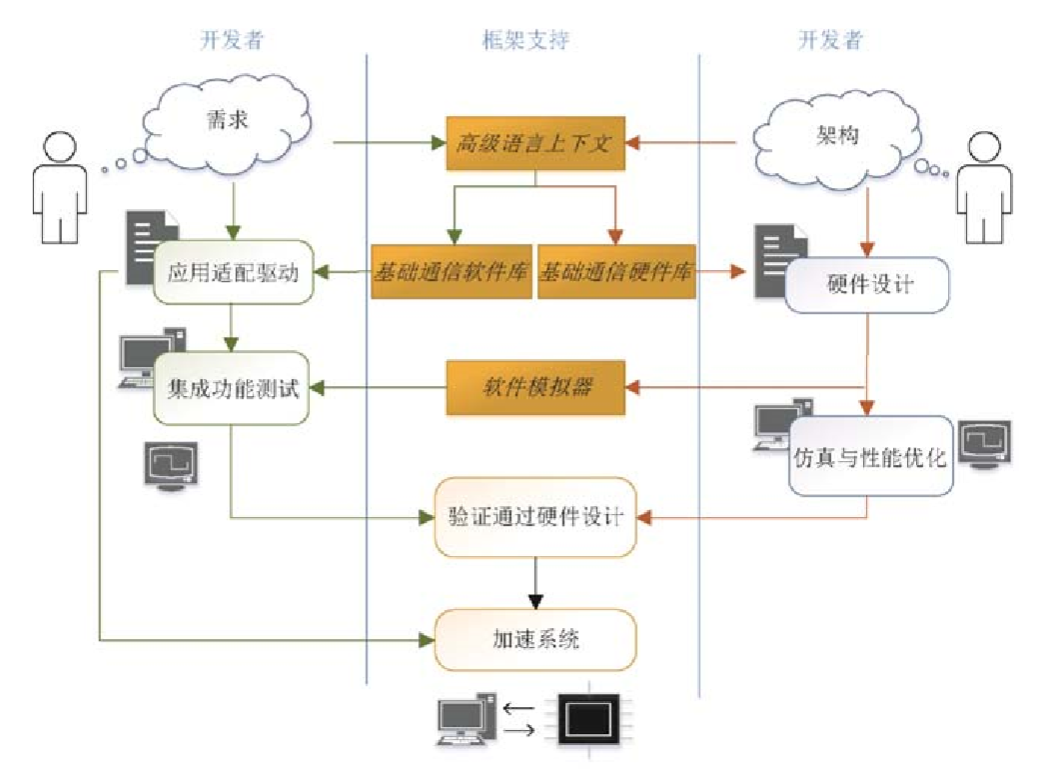 开发者
框架支持
开发者
需求
高级语言上下文
架构
应用适配驱动
基础通信软件库
基础通信硬件库
硬件设计
集成功能测试
软件模拟器
仿真与性能优化
验证通过硬件设计
加速系统